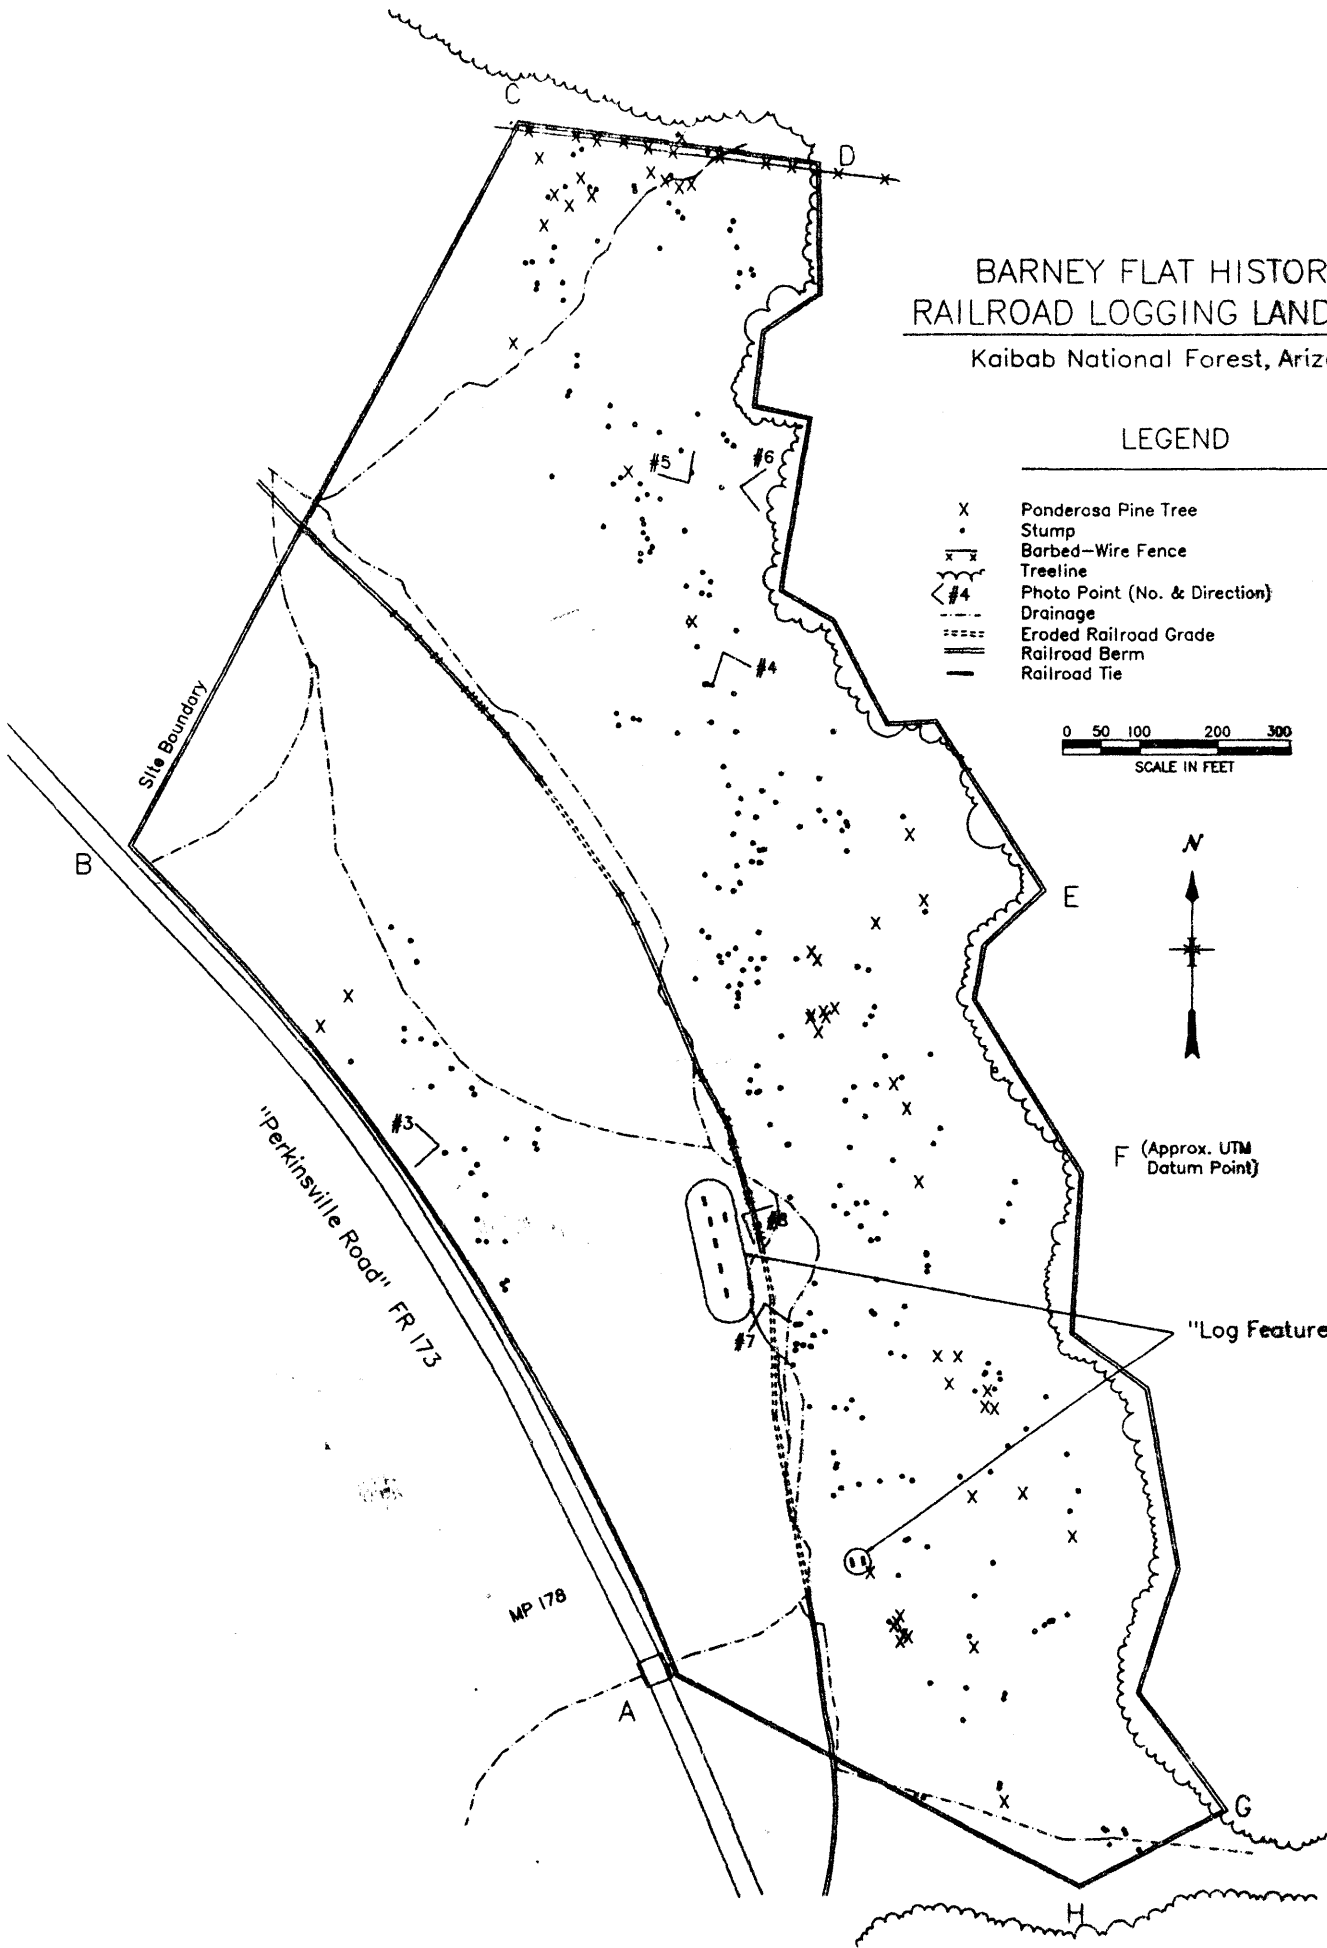 C
D
BARNEY FLAT HISTOR
RAILROAD LOGGING LAND
Kaibab National Forest, Ariz
LEGEND
#5
#6
X Ponderosa Pine Tree
Stump
Barbed-Wire Fence
Treeline
#4 Photo Point (No. & Direction)
Drainage
Eroded Railroad Grade
Railroad Berm
Railroad Tie
#4
Site Boundary
0 50 100 200 300
SCALE IN FEET
B
N
E
#3
"Perkinsville Road" FR 173
F (Approx. UTM
Datum Point)
#8
#7
"Log Feature
MP 178
A
G
H